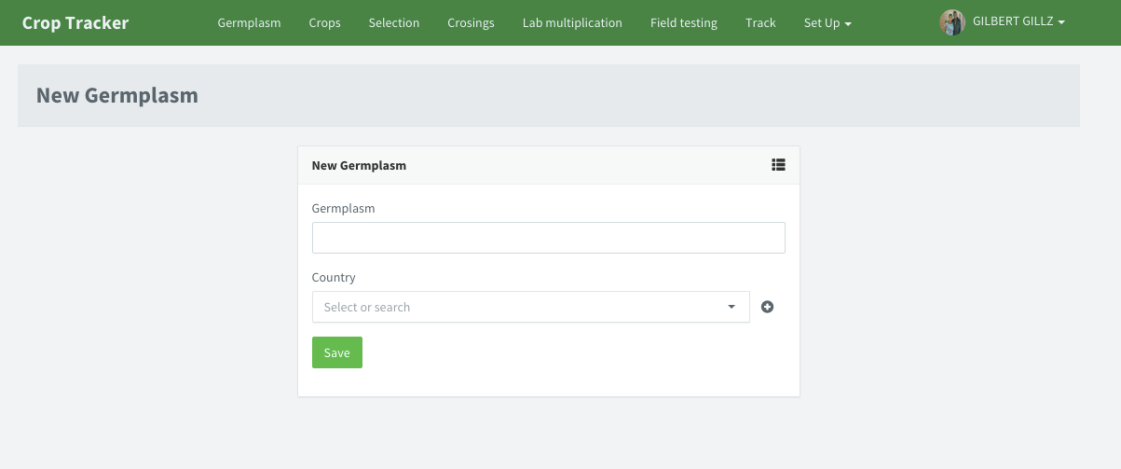 Crop Tracker Germplasm Crops Selection Crosings Lab multiplication Field testing Track Set Up GILBERT GILLZ
New Germplasm
New Germplasm
Germplasm
Country
Select or search
Save